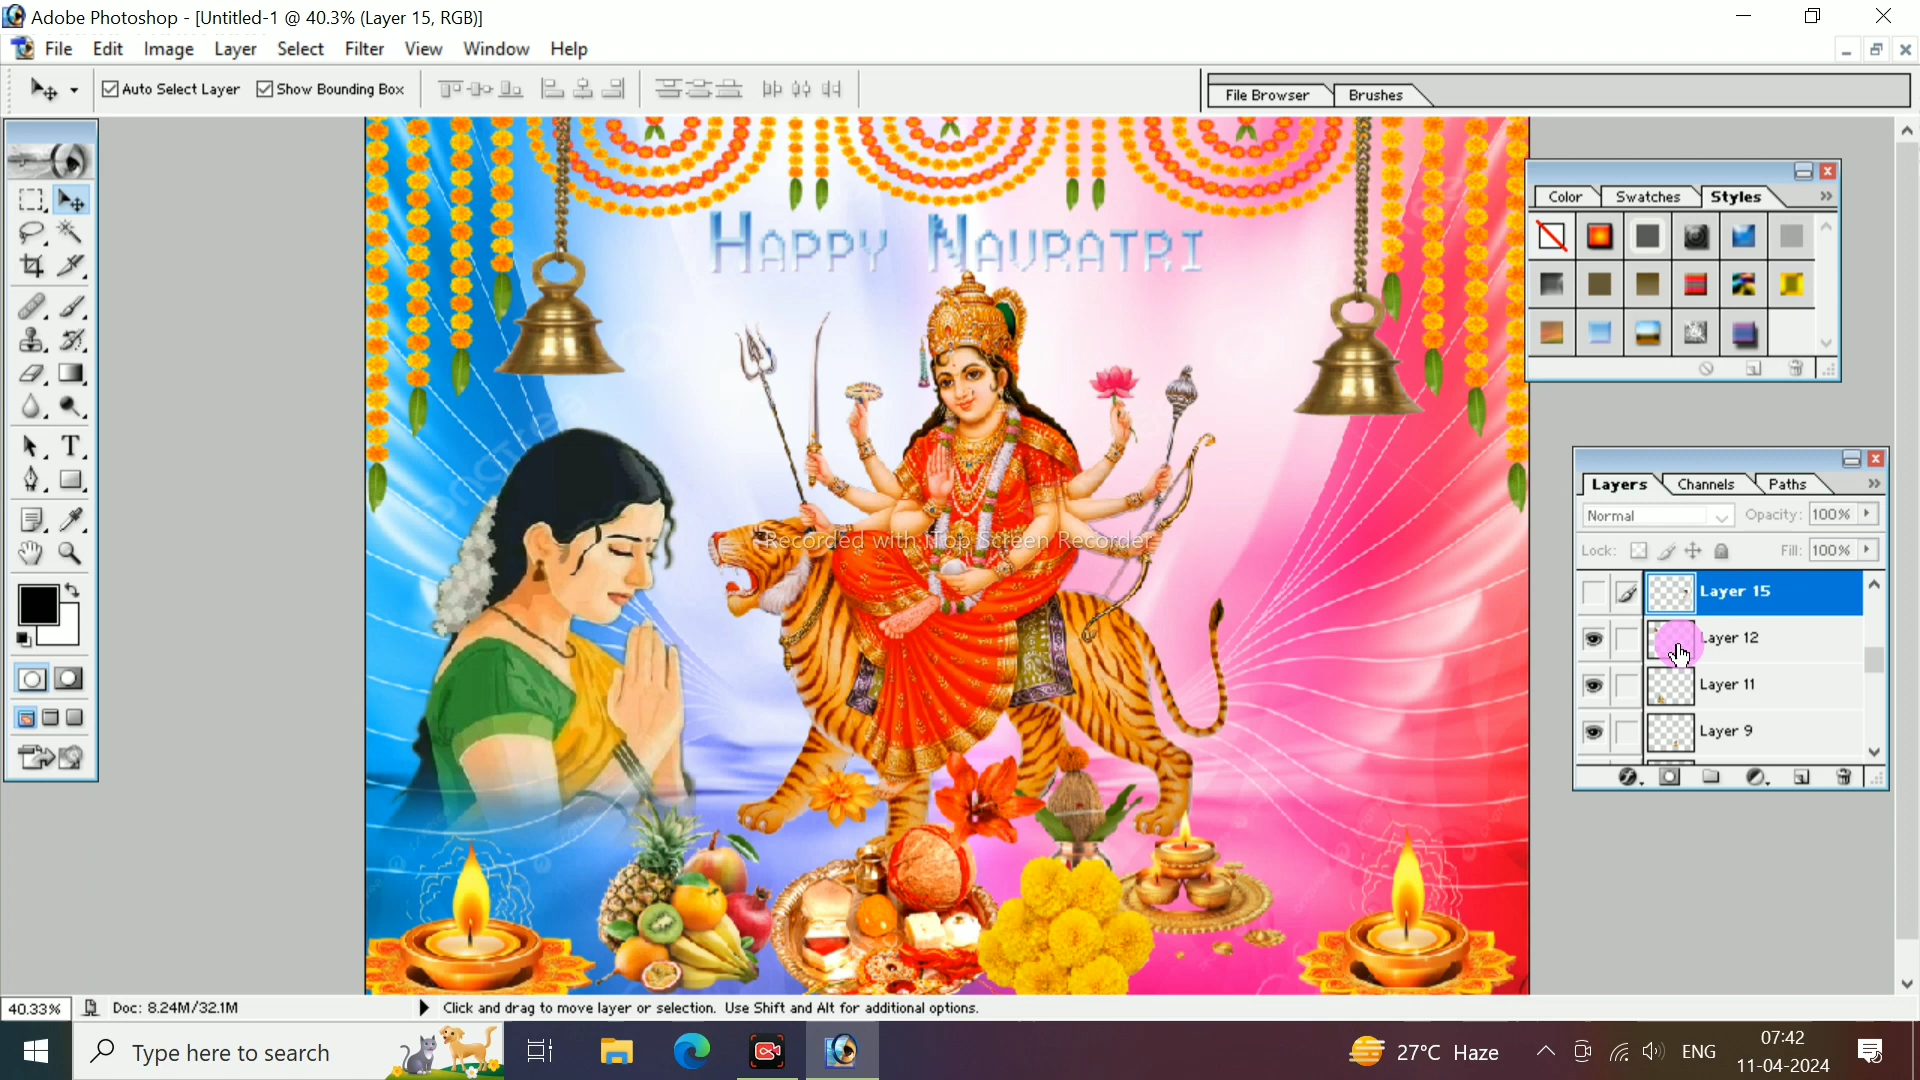 Adobe Photoshop - [Untitled-1 @ 40.3% (Layer 15, RGB)]
File Edit Image Layer Select Filter View Window Help
Auto Select Layer Show Bounding Box
File Browser Brushes
Color Swatches Styles
Happy Navratri
Recorded with iTop Screen Recorder
Layers Channels Paths
Normal Opacity: 100%
Lock: Fill: 100%
Layer 15
Layer 12
Layer 11
Layer 9
40.33% Doc: 8.24M/32.1M Click and drag to move layer or selection. Use Shift and Alt for additional options.
Type here to search
27°C Haze
ENG
07:42
11-04-2024